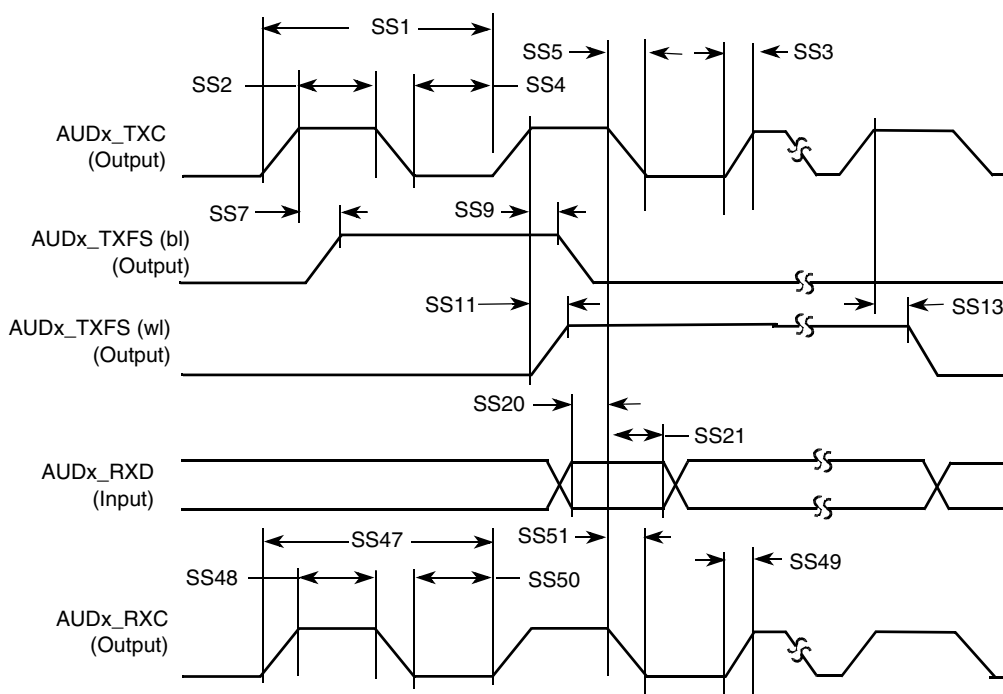 SS1
SS5
SS3
SS2
SS4
AUDx_TXC
(Output)
SS7
SS9
AUDx_TXFS (bl)
(Output)
SS11
SS13
AUDx_TXFS (wl)
(Output)
SS20
SS21
AUDx_RXD
(Input)
SS47
SS51
SS49
SS48
SS50
AUDx_RXC
(Output)